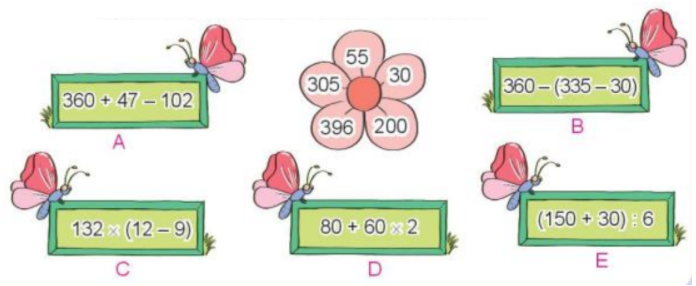 360 + 47 – 102
A
55
305
30
396
200
360 – (335 – 30)
B
132 × (12 – 9)
C
80 + 60 × 2
D
(150 + 30) : 6
E